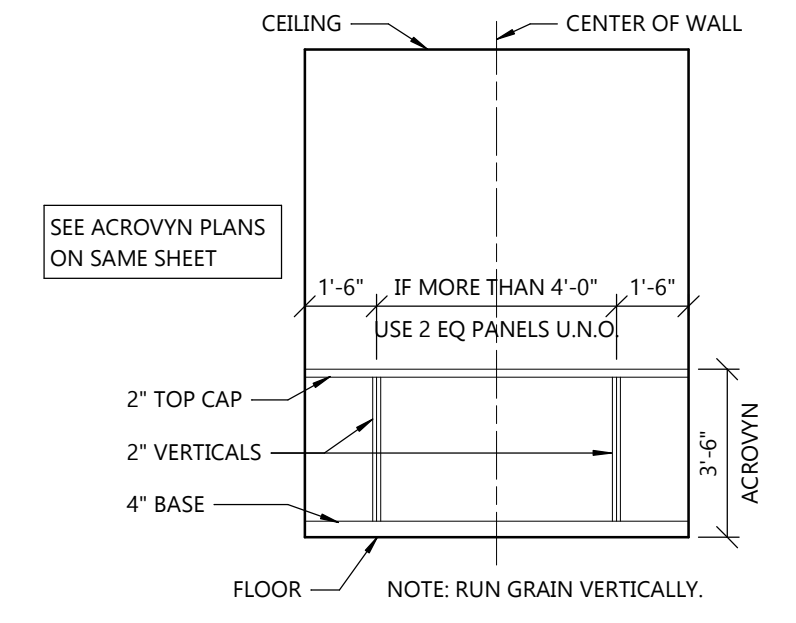 CEILING
CENTER OF WALL
SEE ACROVYN PLANS
ON SAME SHEET
1'-6"
IF MORE THAN 4'-0"
1'-6"
USE 2 EQ PANELS U.N.O.
2" TOP CAP
2" VERTICALS
4" BASE
3'-6"
ACROVYN
FLOOR
NOTE: RUN GRAIN VERTICALLY.